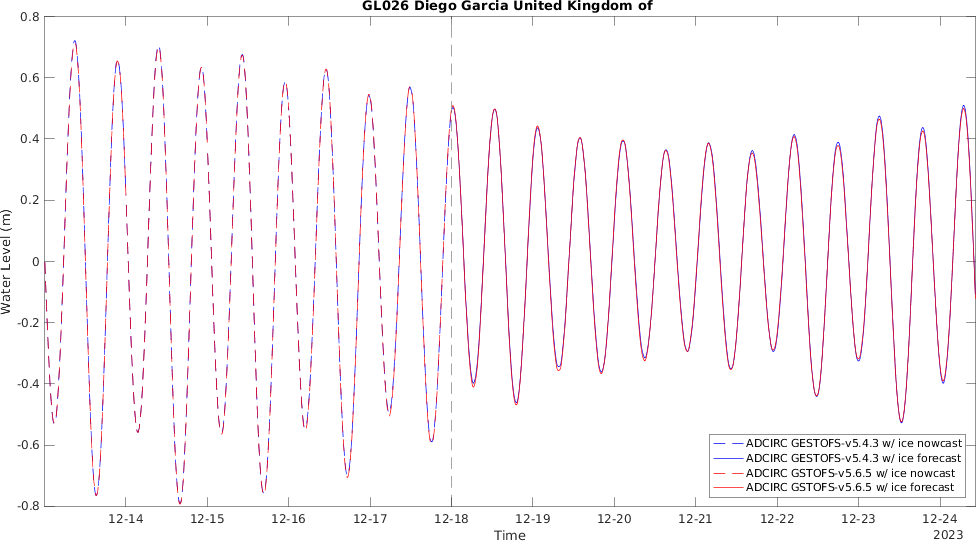 GL026 Diego Garcia United Kingdom of
0.8
0.6
0.4
0.2
0
-0.2
-0.4
-0.6
-0.8
Water Level (m)
ADCIRC GESTOFS-v5.4.3 w/ ice nowcast
ADCIRC GESTOFS-v5.4.3 w/ ice forecast
ADCIRC GSTOFS-v5.6.5 w/ ice nowcast
ADCIRC GSTOFS-v5.6.5 w/ ice forecast
12-14 12-15 12-16 12-17 12-18 12-19 12-20 12-21 12-22 12-23 12-24
Time
2023